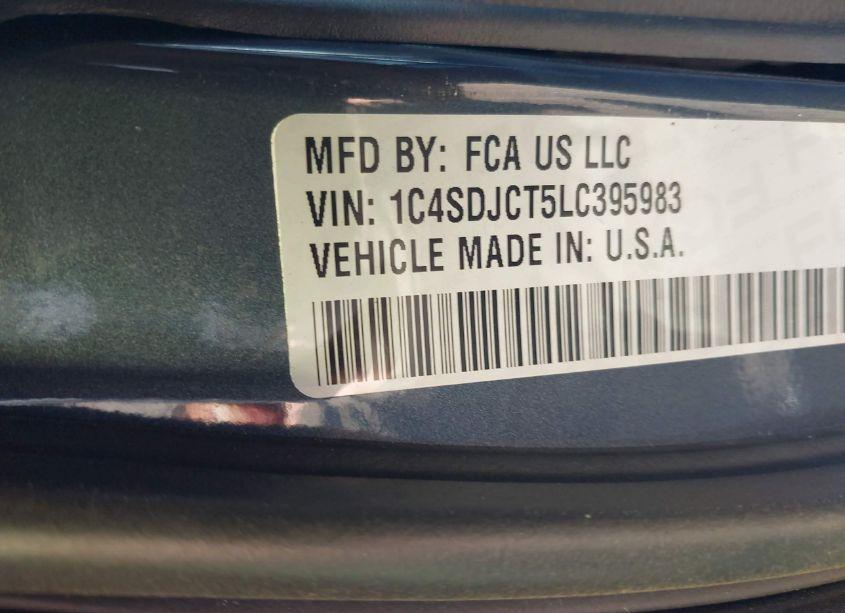 MFD BY: FCA US LLC
VIN: 1C4SDJCT5LC395983
VEHICLE MADE IN: U.S.A.